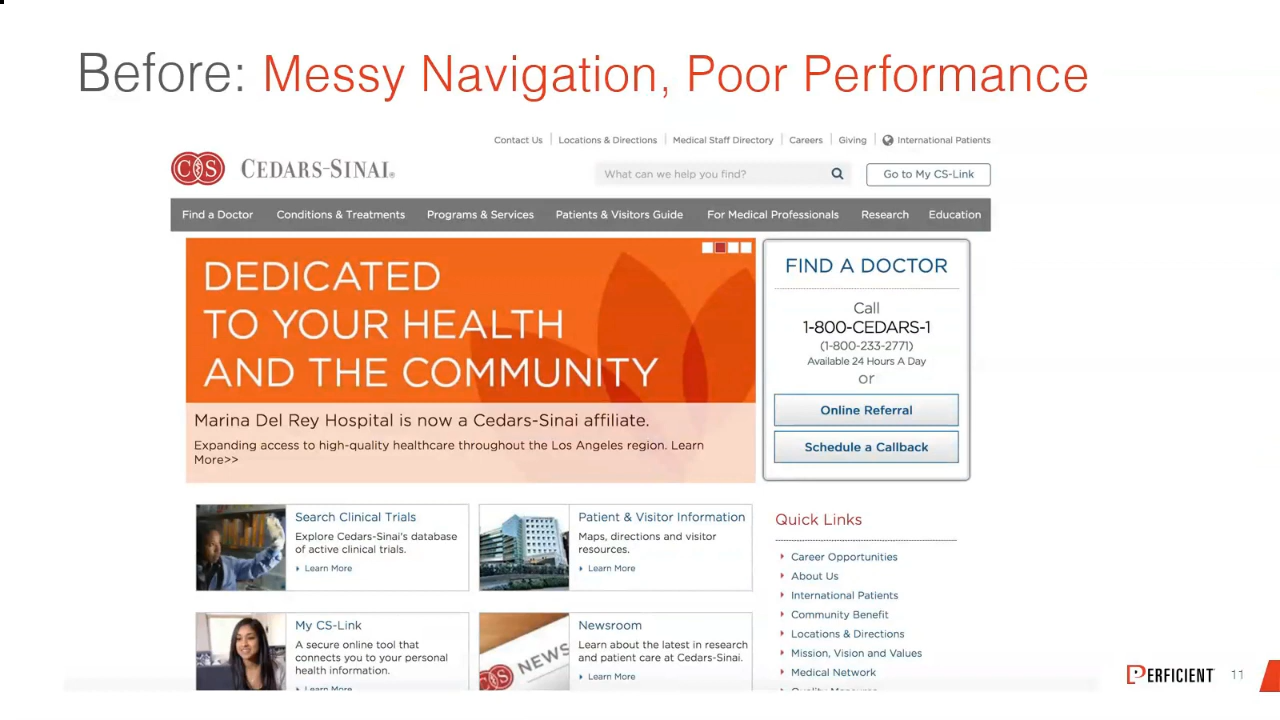 Before: Messy Navigation, Poor Performance
Contact Us
Locations & Directions
Medical Staff Directory
Careers
Giving
International Patients
CS
CEDARS-SINAI®
What can we help you find?
Go to My CS-Link
Find a Doctor
Conditions & Treatments
Programs & Services
Patients & Visitors Guide
For Medical Professionals
Research
Education
DEDICATED
TO YOUR HEALTH
AND THE COMMUNITY
Marina Del Rey Hospital is now a Cedars-Sinai affiliate.
Expanding access to high-quality healthcare throughout the Los Angeles region. Learn
More>>
FIND A DOCTOR
Call
1-800-CEDARS-1
(1-800-233-2771)
Available 24 Hours A Day
or
Online Referral
Schedule a Callback
Search Clinical Trials
Explore Cedars-Sinai's database
of active clinical trials.
Learn More
Patient & Visitor Information
Maps, directions and visitor
resources.
Learn More
My CS-Link
A secure online tool that
connects you to your personal
health information.
Learn More
NEWS
CS
Newsroom
Learn about the latest in research
and patient care at Cedars-Sinai.
Learn More
Quick Links
Career Opportunities
About Us
International Patients
Community Benefit
Locations & Directions
Mission, Vision and Values
Medical Network
PERFICIENT
11